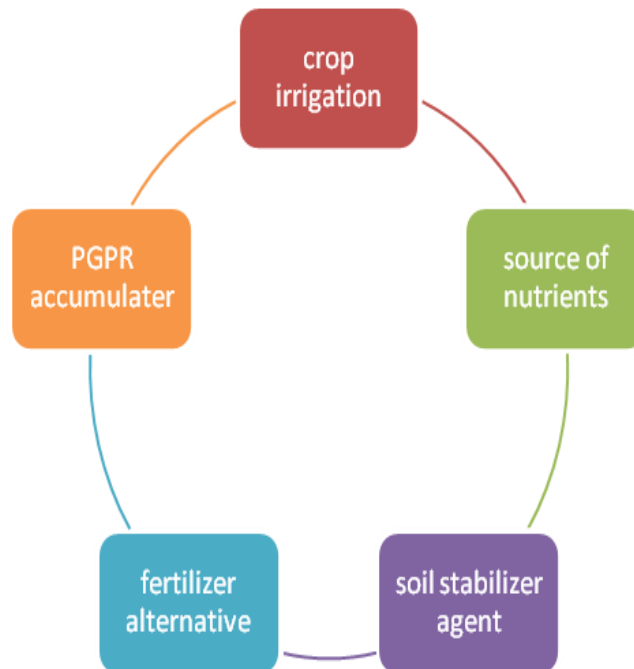 crop
irrigation
source of
nutrients
soil stabilizer
agent
fertilizer
alternative
PGPR
accumulater